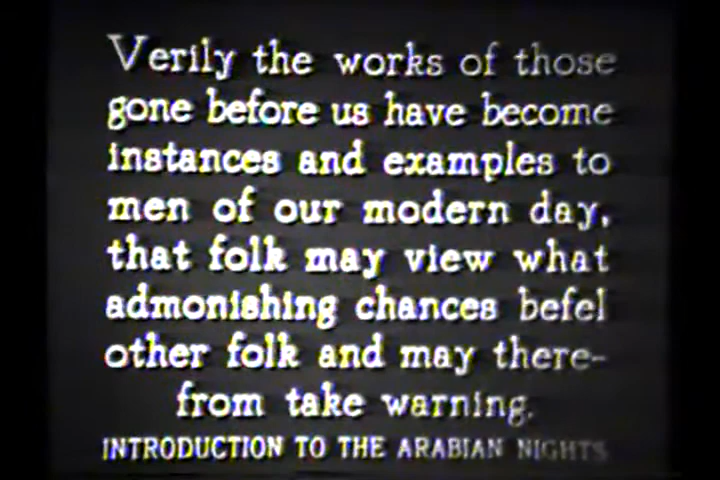 Verily the works of those
gone before us have become
instances and examples to
men of our modern day,
that folk may view what
admonishing chances befel
other folk and may there-
from take warning.
INTRODUCTION TO THE ARABIAN NIGHTS